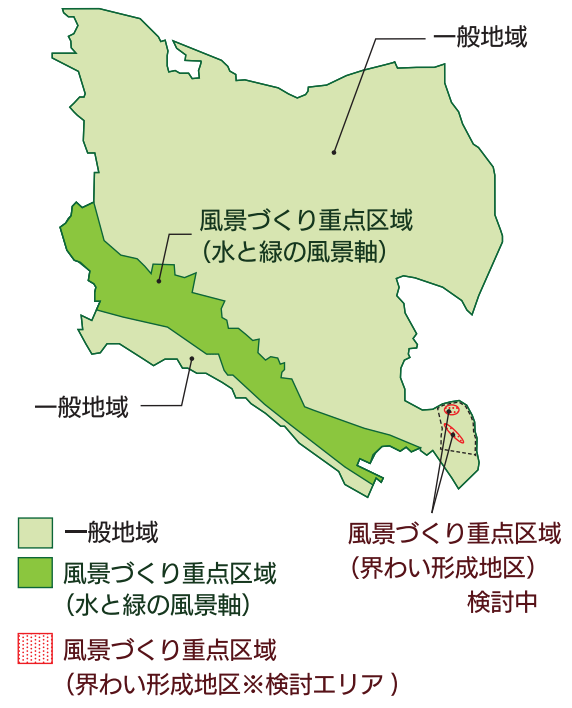 一般地域
風景づくり重点区域
（水と緑の風景軸）
一般地域
風景づくり重点区域
（界わい形成地区）
検討中
一般地域
風景づくり重点区域
（水と緑の風景軸）
風景づくり重点区域
（界わい形成地区※検討エリア )